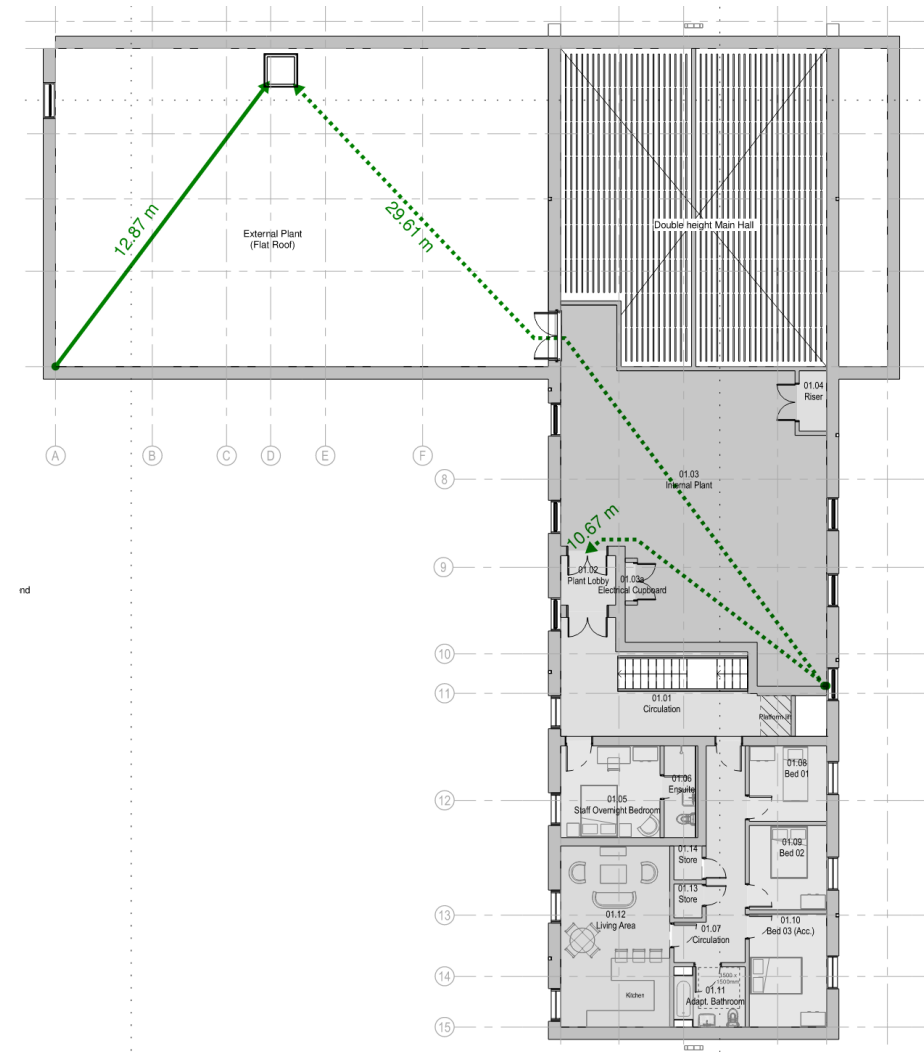 12.87 m
29.61 m
External Plant
(Flat Roof)
Double height Main Hall
01.04
Riser
A
B
C
D
E
F
8
01.03
Internal Plant
10.67 m
9
01.02
Plant Lobby
01.03a
Electrical Cupboard
nd
10
11
01.01
Circulation
Platform lift
01.08
Bed 01
01.06
Ensuite
12
01.05
Staff Overnight Bedroom
01.14
Store
01.09
Bed 02
01.13
Store
13
01.12
Living Area
01.07
Circulation
01.10
Bed 03 (Acc.)
14
1500 x
1500mm
01.11
Adapt. Bathroom
Kitchen
15